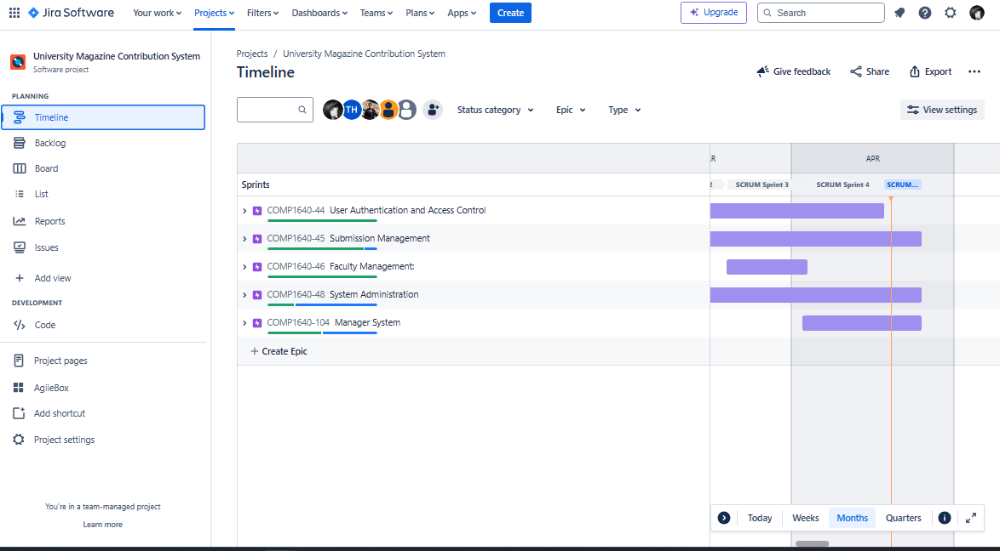 Jira Software Your work Projects Filters Dashboards Teams Plans Apps Create Upgrade Search
University Magazine Contribution System
Software project
PLANNING
Timeline
Backlog
Board
List
Reports
Issues
Add view
DEVELOPMENT
Code
Project pages
AgileBox
Add shortcut
Project settings
You're in a team-managed project
Learn more
Projects / University Magazine Contribution System
Timeline
Give feedback Share Export
TH Status category Epic Type View settings
R APR
Sprints 2 SCRUM Sprint 3 SCRUM Sprint 4 SCRUM...
COMP1640-44 User Authentication and Access Control
COMP1640-45 Submission Management
COMP1640-46 Faculty Management:
COMP1640-48 System Administration
COMP1640-104 Manager System
+ Create Epic
Today Weeks Months Quarters